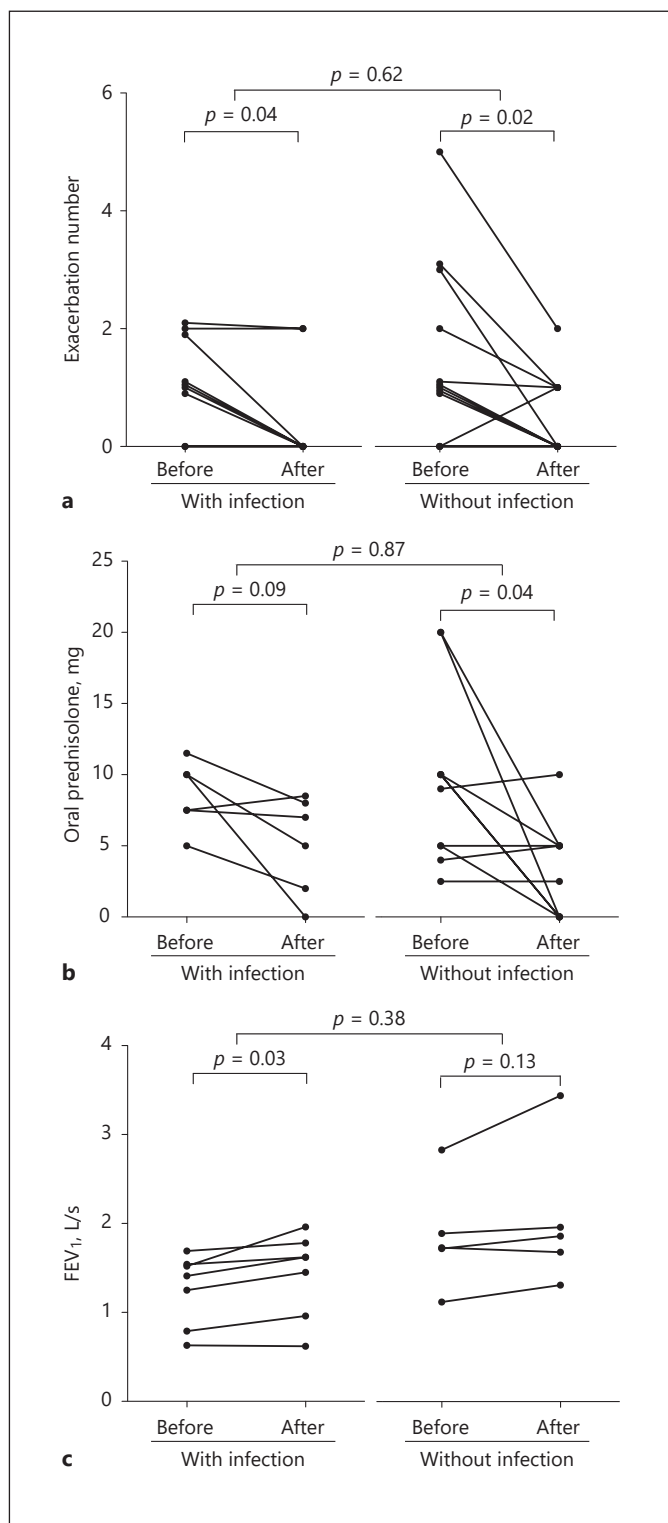 p = 0.62
p = 0.04
p = 0.02
6
4
2
0
Exacerbation number
Before After Before After
With infection Without infection
a
p = 0.87
p = 0.09
p = 0.04
25
20
15
10
5
0
Oral prednisolone, mg
Before After Before After
With infection Without infection
b
p = 0.38
p = 0.03
p = 0.13
4
3
2
1
0
FEV₁, L/s
Before After Before After
With infection Without infection
c